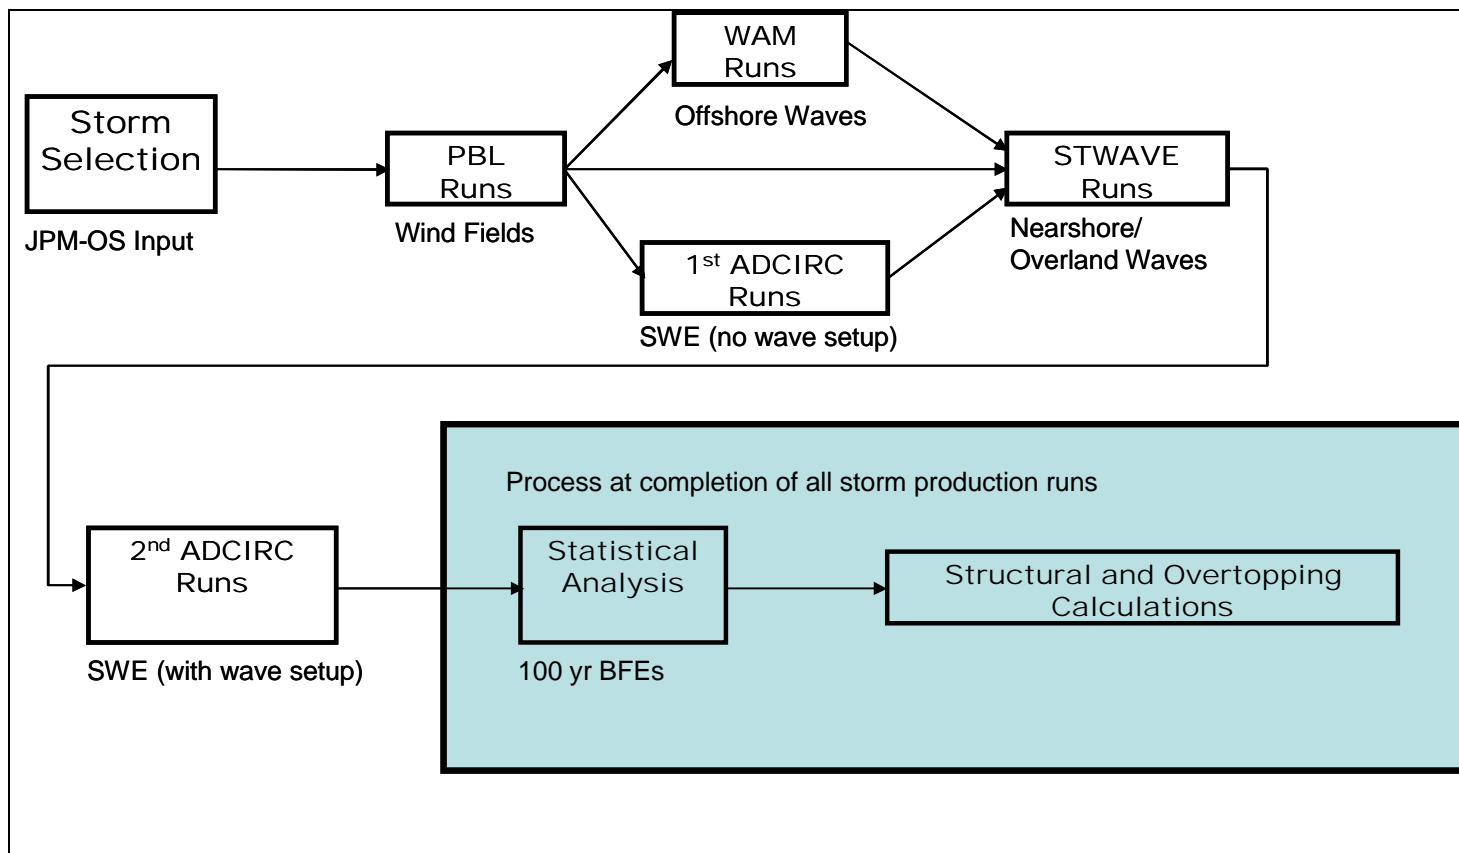 WAM
Runs
Offshore Waves
Storm
Selection
JPM-OS Input
PBL
Runs
Wind Fields
STWAVE
Runs
Nearshore/
Overland Waves
1st ADCIRC
Runs
SWE (no wave setup)
Process at completion of all storm production runs
2nd ADCIRC
Runs
SWE (with wave setup)
Statistical
Analysis
100 yr BFEs
Structural and Overtopping
Calculations